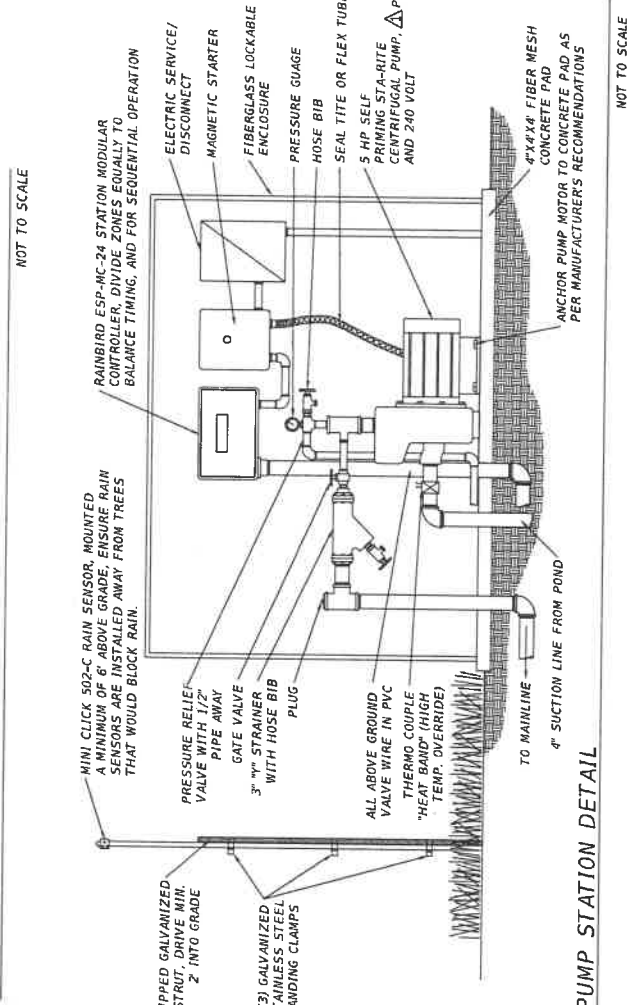 NOT TO SCALE
MINI CLICK 502-C RAIN SENSOR, MOUNTED
A MINIMUM OF 6' ABOVE GRADE, ENSURE RAIN
SENSORS ARE INSTALLED AWAY FROM TREES
THAT WOULD BLOCK RAIN.
RAINBIRD ESP-MC-24 STATION MODULAR
CONTROLLER, DIVIDE ZONES EQUALLY TO
BALANCE TIMING, AND FOR SEQUENTIAL OPERATION
ELECTRIC SERVICE/
DISCONNECT
MAGNETIC STARTER
FIBERGLASS LOCKABLE
ENCLOSURE
PRESSURE GUAGE
HOSE BIB
SEAL TITE OR FLEX TUBE
5 HP SELF
PRIMING STA-RITE
CENTRIFUGAL PUMP,
AND 240 VOLT
4"X4'X4' FIBER MESH
CONCRETE PAD
ANCHOR PUMP MOTOR TO CONCRETE PAD AS
PER MANUFACTURER'S RECOMMENDATIONS
PRESSURE RELIEF
VALVE WITH 1/2"
PIPE AWAY
GATE VALVE
3" "Y" STRAINER
WITH HOSE BIB
PLUG
ALL ABOVE GROUND
VALVE WIRE IN PVC
THERMO COUPLE
"HEAT BAND" (HIGH
TEMP. OVERRIDE)
TO MAINLINE
4" SUCTION LINE FROM POND
IPPED GALVANIZED
STRUT, DRIVE MIN.
2' INTO GRADE
(3) GALVANIZED
TAINLESS STEEL
ANDING CLAMPS
PUMP STATION DETAIL
NOT TO SCALE